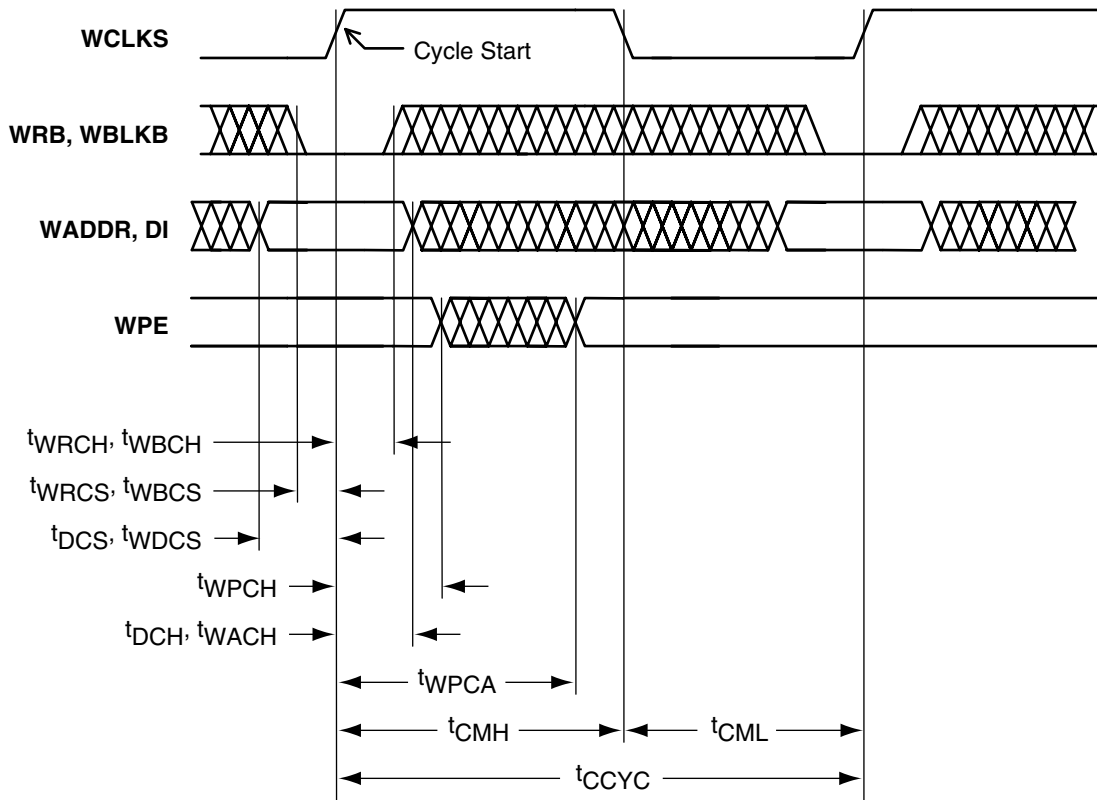 WCLKS
Cycle Start
WRB, WBLKB
WADDR, DI
WPE
tWRCH, tWBCH
tWRCS, tWBCS
tDCS, tWDCS
tWPCH
tDCH, tWACH
tWPCA
tCMH
tCML
tCCYC